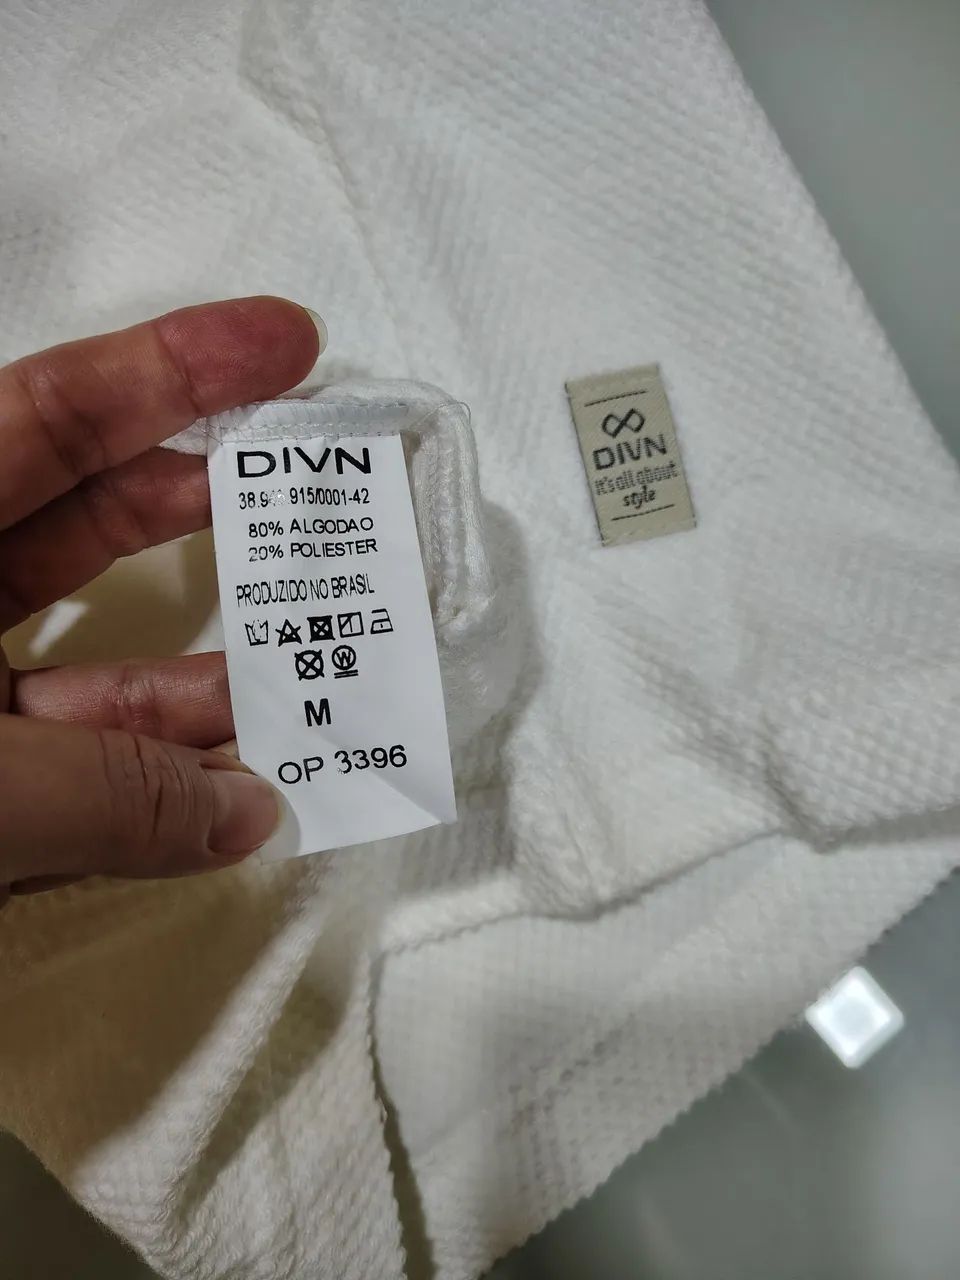 DIVN
915/0001-42
80% ALGODAO
20% POLIESTER
PRODUZIDO NO BRASIL
W
M
OP 3396
DIVN
It's all about
style